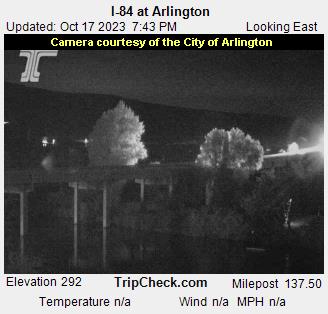 I-84 at Arlington
Updated: Oct 17 2023 7:43 PM Looking East
Camera courtesy of the City of Arlington
Elevation 292 TripCheck.com Milepost 137.50
Temperature n/a Wind n/a MPH n/a